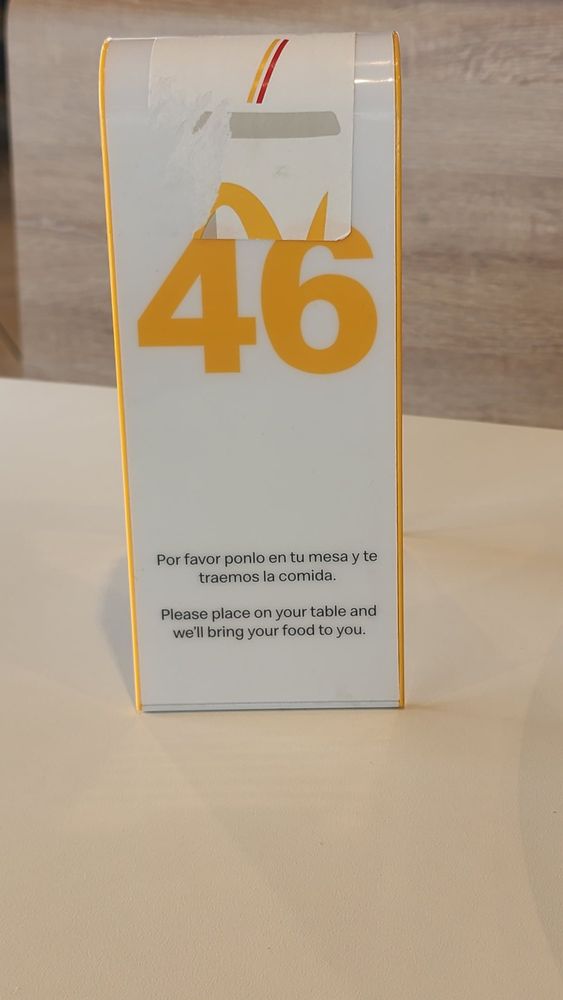 46
Por favor ponlo en tu mesa y te
traemos la comida.
Please place on your table and
we'll bring your food to you.